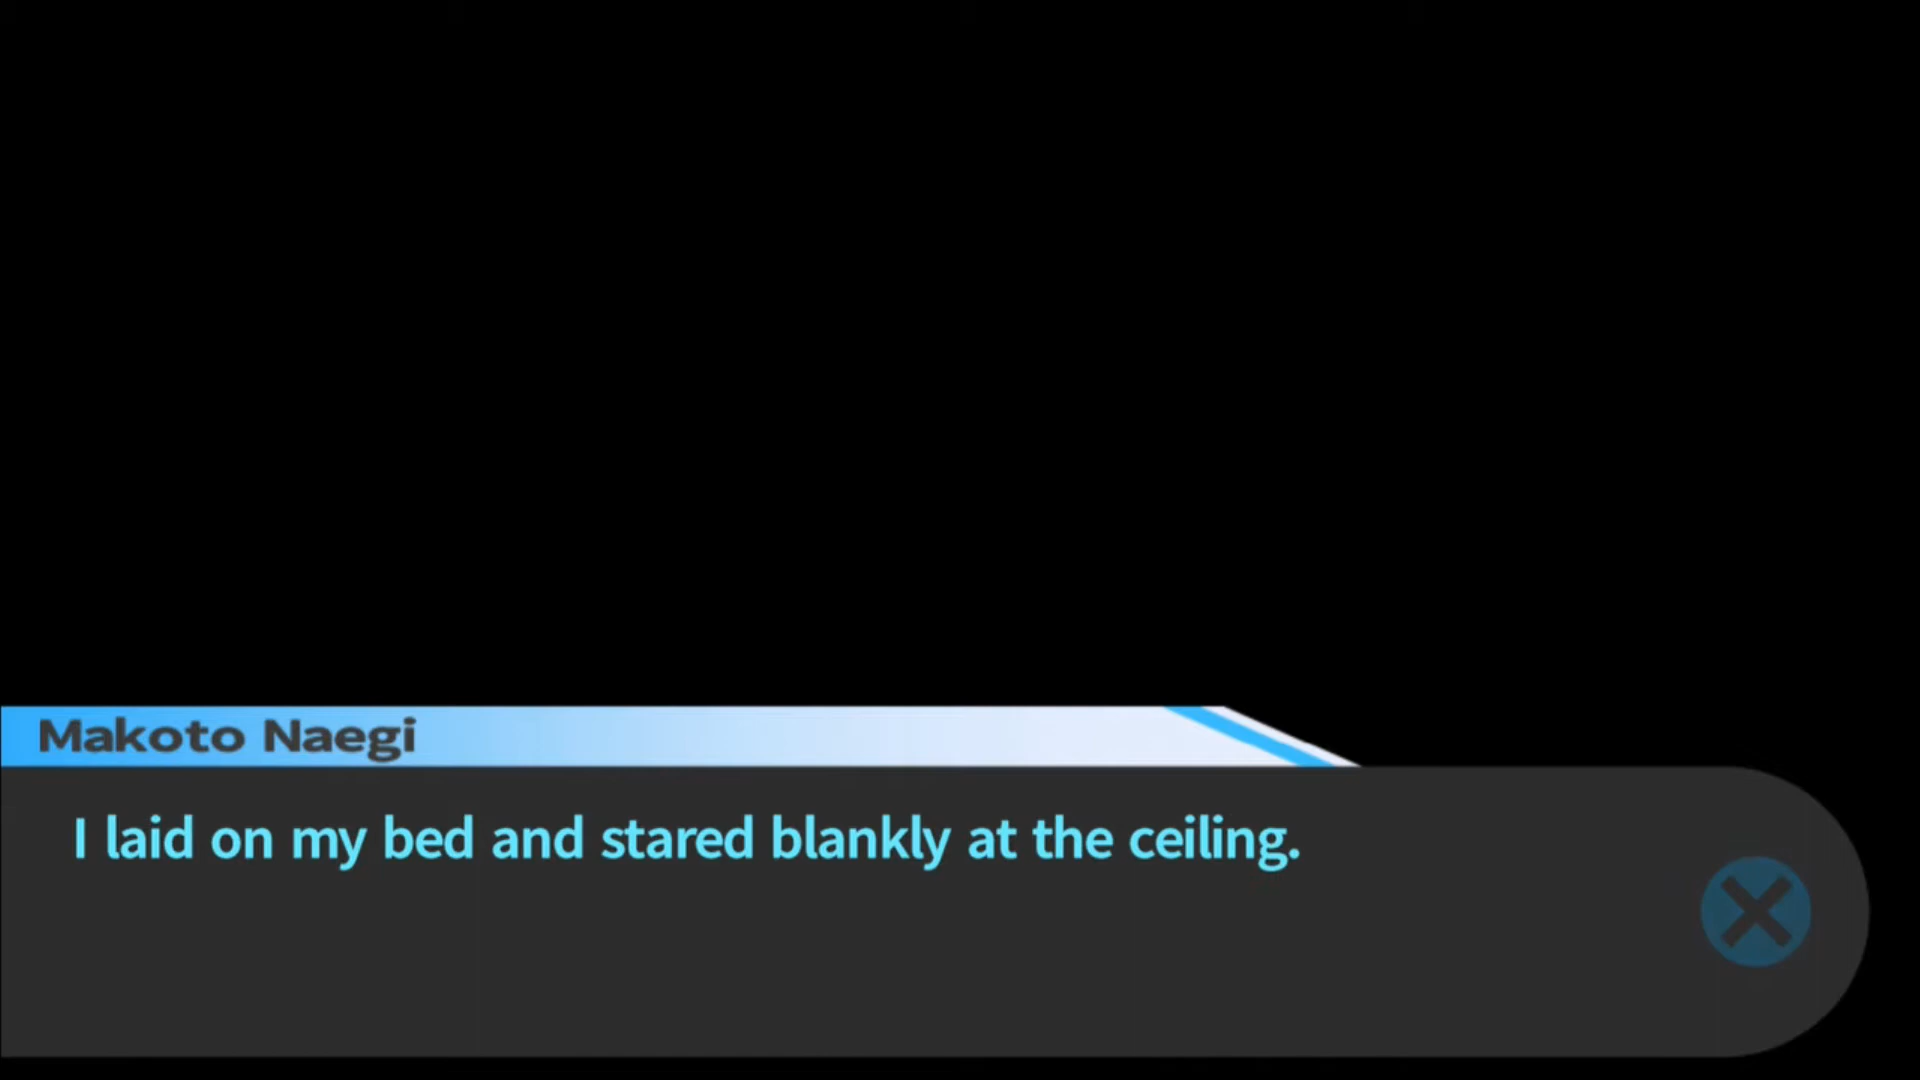 Makoto Naegi
I laid on my bed and stared blankly at the ceiling.